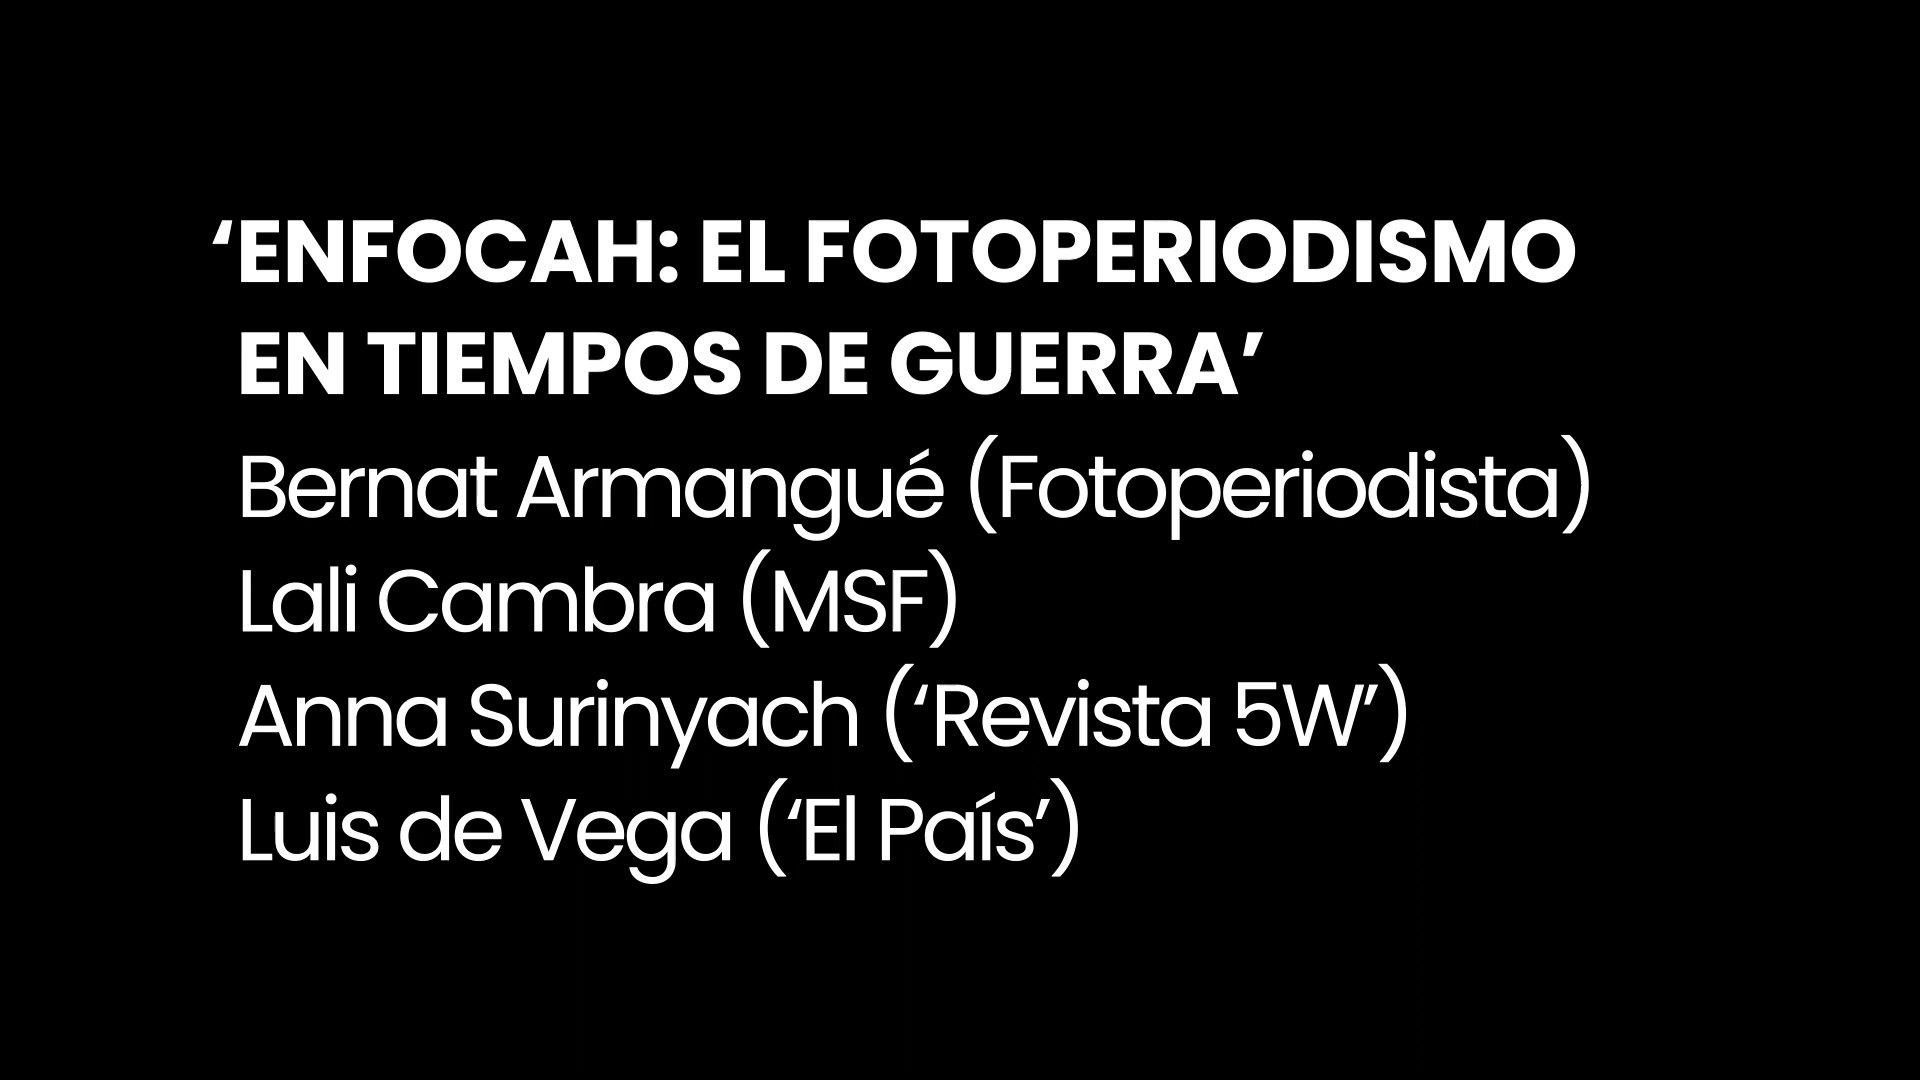 ‘ENFOCAH: EL FOTOPERIODISMO
EN TIEMPOS DE GUERRA’
Bernat Armangué (Fotoperiodista)
Lali Cambra (MSF)
Anna Surinyach (‘Revista 5W’)
Luis de Vega (‘El País’)